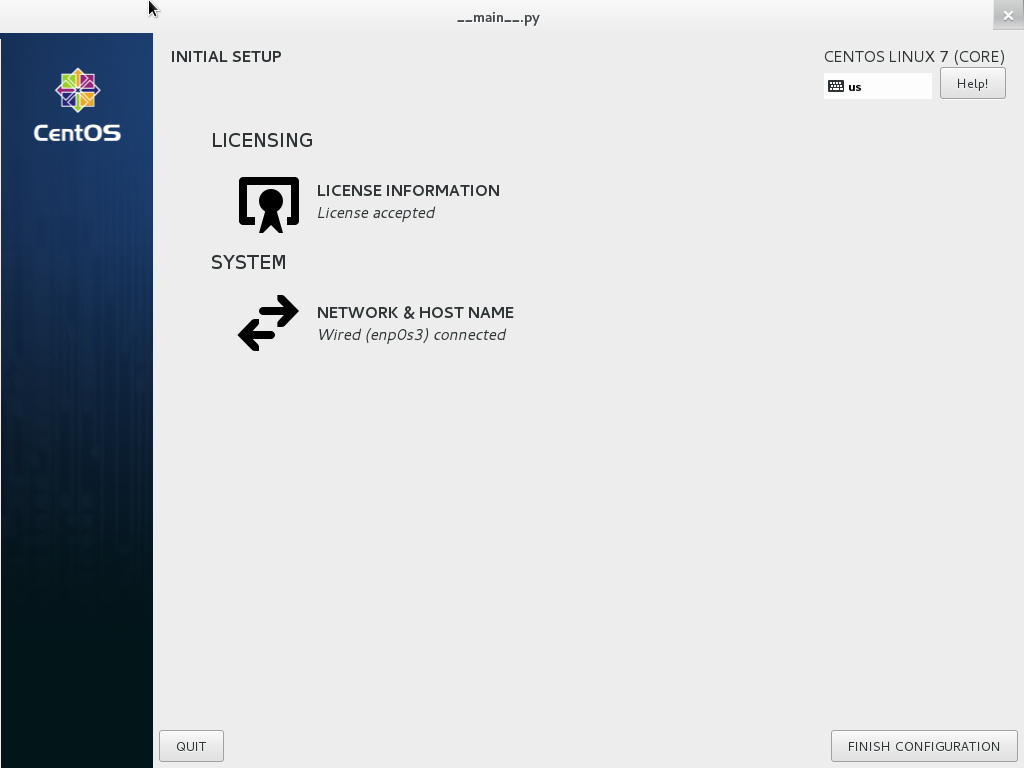 __main__.py
INITIAL SETUP
CENTOS LINUX 7 (CORE)
us
Help!
CentOS
LICENSING
LICENSE INFORMATION
License accepted
SYSTEM
NETWORK & HOST NAME
Wired (enp0s3) connected
QUIT
FINISH CONFIGURATION